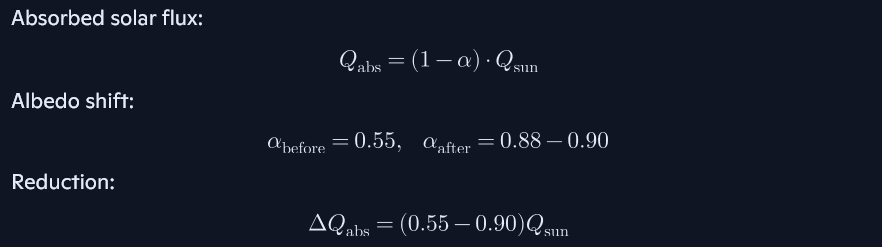 Absorbed solar flux:
Q_abs = (1 − α) · Q_sun
Albedo shift:
α_before = 0.55, α_after = 0.88 − 0.90
Reduction:
ΔQ_abs = (0.55 − 0.90)Q_sun